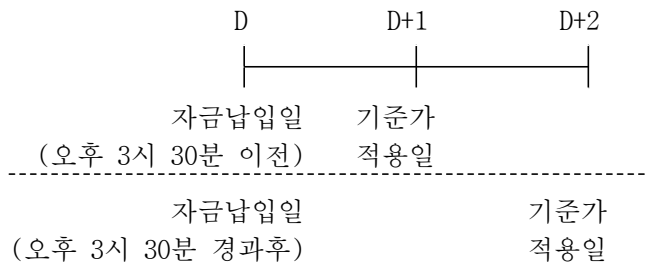 D D+1 D+2
자금납입일 기준가
(오후 3시 30분 이전) 적용일
자금납입일 기준가
(오후 3시 30분 경과후) 적용일